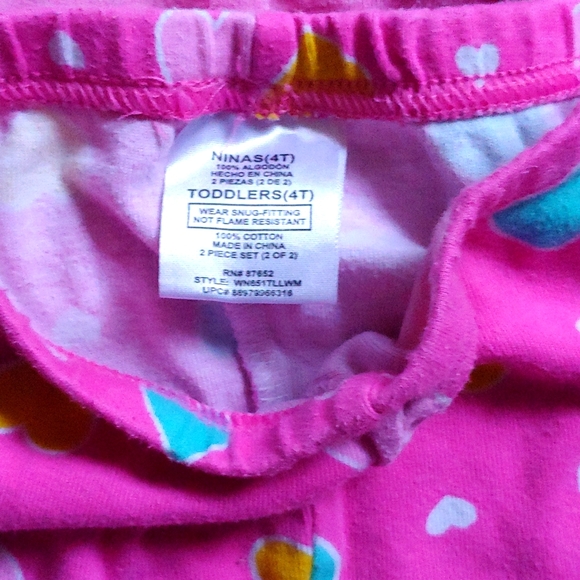 NINAS(4T)
100% ALGODON
HECHO EN CHINA
2 PIEZAS (2 DE 2)
TODDLERS(4T)
WEAR SNUG-FITTING
NOT FLAME RESISTANT
100% COTTON
MADE IN CHINA
2 PIECE SET (2 OF 2)
RN# 87652
STYLE: WN651TLLWM
UPC# 88979966316